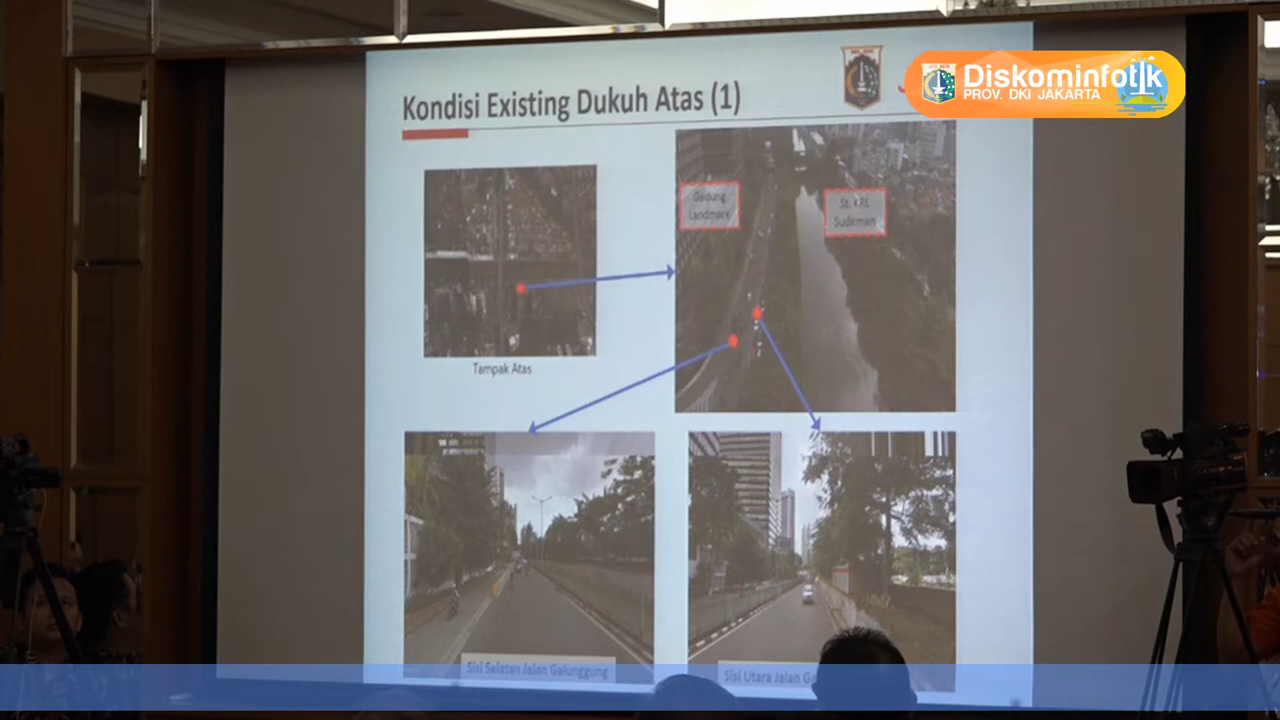 Kondisi Existing Dukuh Atas (1)
Diskominfotik
PROV. DKI JAKARTA
Gedung
Landmark
St. KRL
Sudirman
Tampak Atas
Sisi Selatan Jalan Galunggung
Sisi Utara Jalan